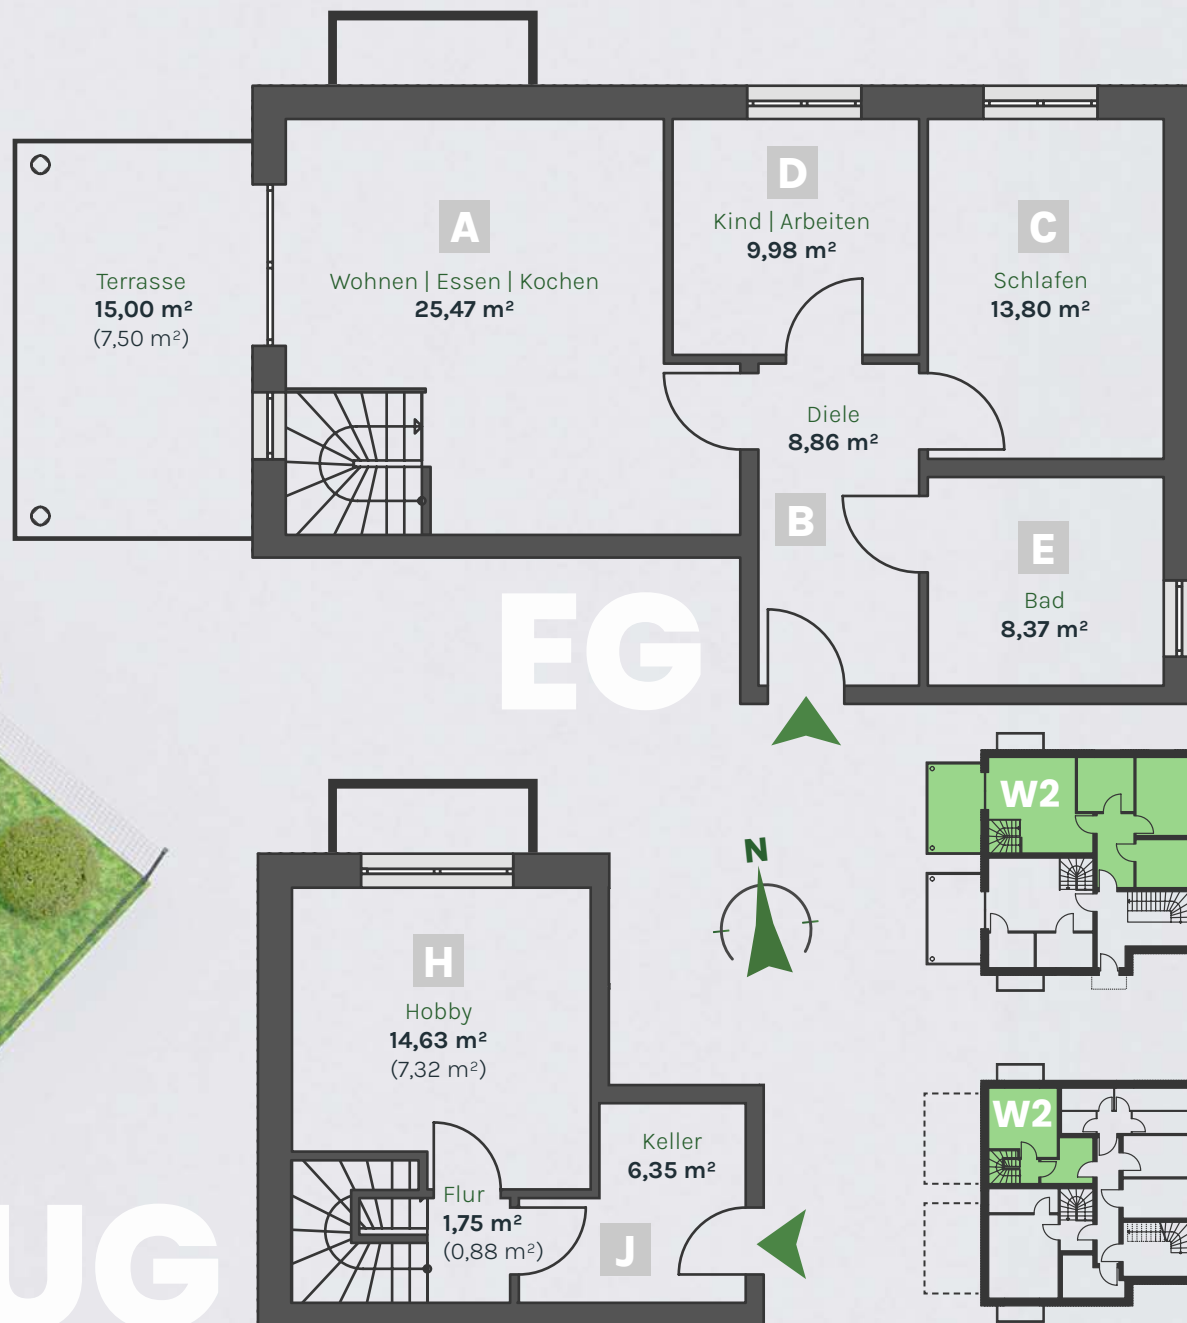 A
Wohnen | Essen | Kochen
25,47 m²
D
Kind | Arbeiten
9,98 m²
C
Schlafen
13,80 m²
Terrasse
15,00 m²
(7,50 m²)
Diele
8,86 m²
B
E
Bad
8,37 m²
EG
W2
N
H
Hobby
14,63 m²
(7,32 m²)
W2
Keller
6,35 m²
Flur
1,75 m²
(0,88 m²)
J
UG